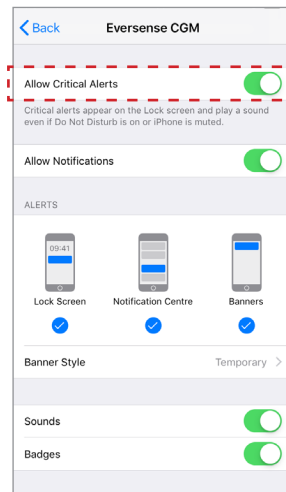 Back Eversense CGM
Allow Critical Alerts
Critical alerts appear on the Lock screen and play a sound
even if Do Not Disturb is on or iPhone is muted.
Allow Notifications
ALERTS
09:41
Lock Screen Notification Centre Banners
Banner Style Temporary
Sounds
Badges